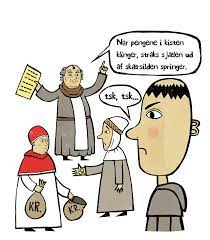 Når pengene i kisten
klinger, straks sjælen ud
af skærsilden springer.
tsk, tsk...
KR.
KR.